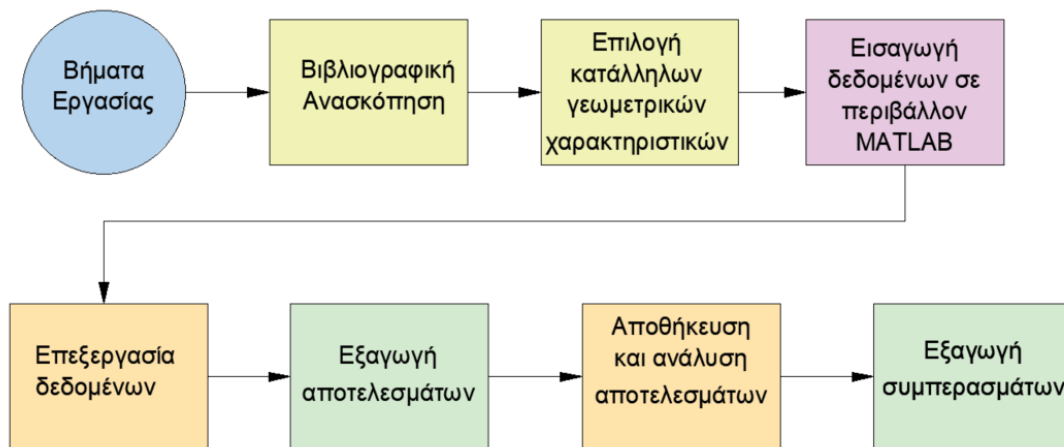 Βήματα
Εργασίας
Βιβλιογραφική
Ανασκόπηση
Επιλογή
κατάλληλων
γεωμετρικών
χαρακτηριστικών
Εισαγωγή
δεδομένων σε
περιβάλλον
MATLAB
Επεξεργασία
δεδομένων
Εξαγωγή
αποτελεσμάτων
Αποθήκευση
και ανάλυση
αποτελεσμάτων
Εξαγωγή
συμπερασμάτων